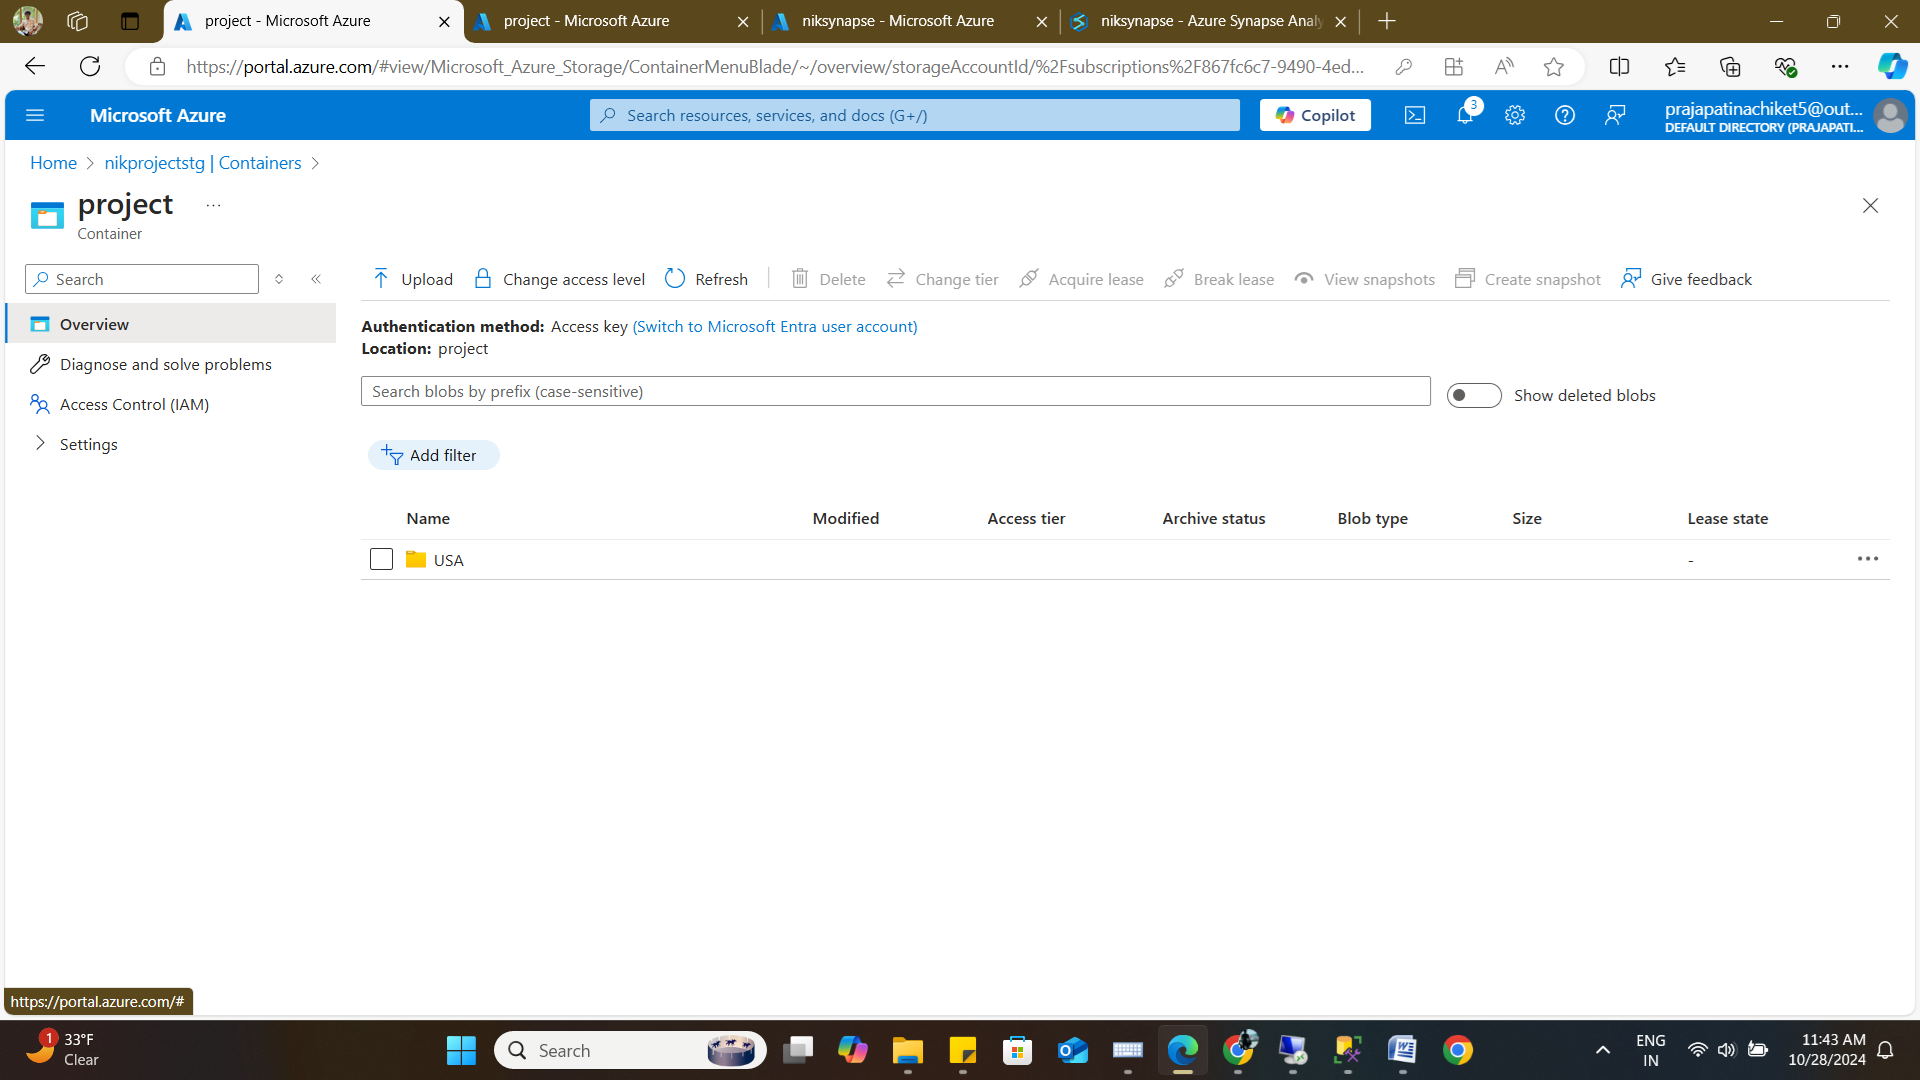 project - Microsoft Azure
project - Microsoft Azure
niksynapse - Microsoft Azure
niksynapse - Azure Synapse Analy
https://portal.azure.com/#view/Microsoft_Azure_Storage/ContainerMenuBlade/~/overview/storageAccountId/%2Fsubscriptions%2F867fc6c7-9490-4ed...
Microsoft Azure
Search resources, services, and docs (G+/)
Copilot
3
prajapatinachiket5@out...
DEFAULT DIRECTORY (PRAJAPATI...
Home > nikprojectstg | Containers >
project ...
Container
Search
Upload
Change access level
Refresh
Delete
Change tier
Acquire lease
Break lease
View snapshots
Create snapshot
Give feedback
Overview
Diagnose and solve problems
Access Control (IAM)
Settings
Authentication method: Access key (Switch to Microsoft Entra user account)
Location: project
Search blobs by prefix (case-sensitive)
Show deleted blobs
Add filter
Name Modified Access tier Archive status Blob type Size Lease state
USA -
https://portal.azure.com/#
1
33°F
Clear
Search
ENG
IN
11:43 AM
10/28/2024